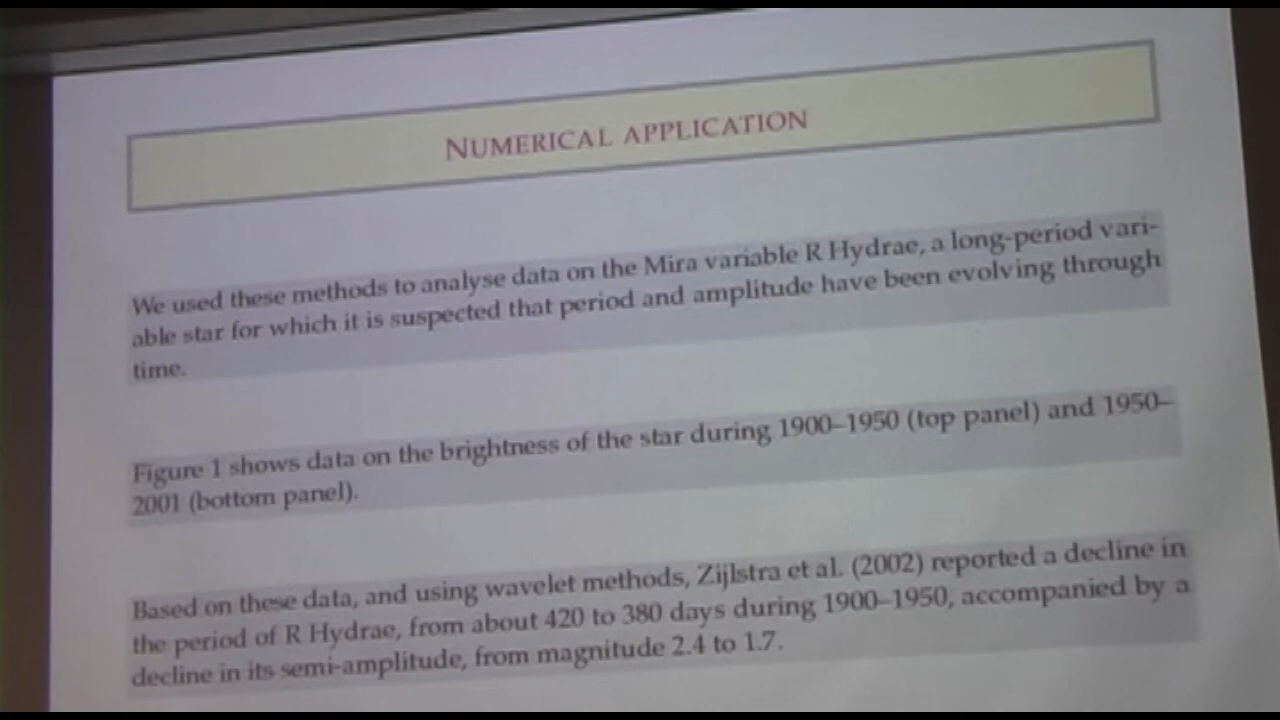 NUMERICAL APPLICATION
We used these methods to analyse data on the Mira variable R Hydrae, a long-period vari-
able star for which it is suspected that period and amplitude have been evolving through
time.
Figure 1 shows data on the brightness of the star during 1900–1950 (top panel) and 1950–
2001 (bottom panel).
Based on these data, and using wavelet methods, Zijlstra et al. (2002) reported a decline in
the period of R Hydrae, from about 420 to 380 days during 1900–1950, accompanied by a
decline in its semi-amplitude, from magnitude 2.4 to 1.7.